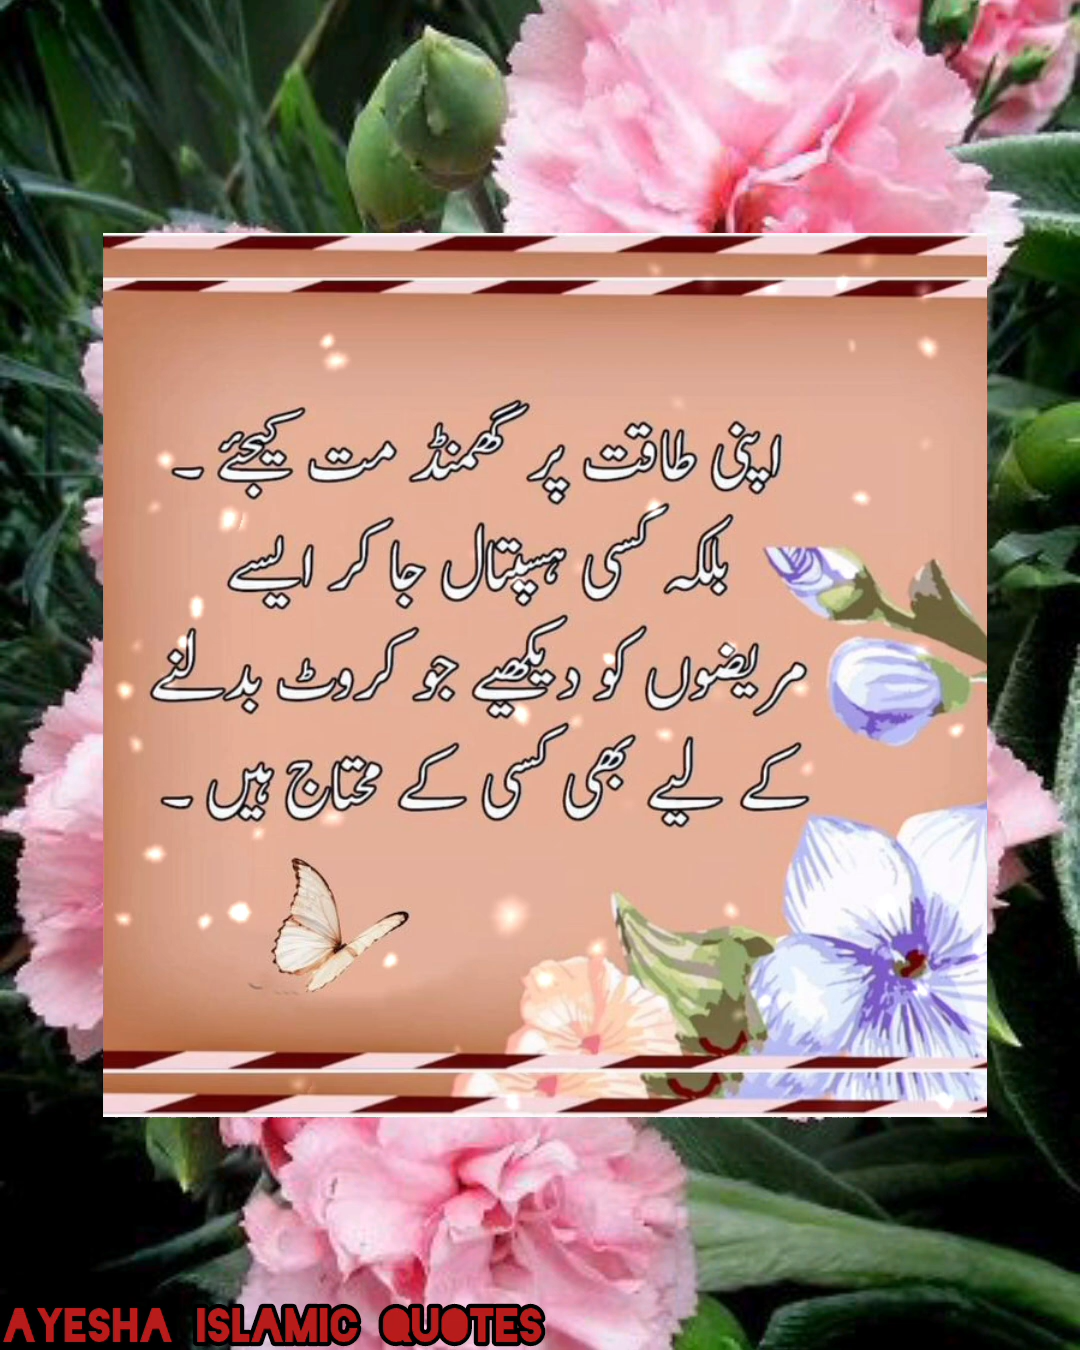 اپنی طاقت پر گھمنڈ مت کیجئے ۔
بلکہ کسی ہسپتال جا کر ایسے
مریضوں کو دیکھیے جو کروٹ بدلنے
کے لیے بھی کسی کے محتاج ہیں ۔
AYESHA ISLAMIC QUOTES